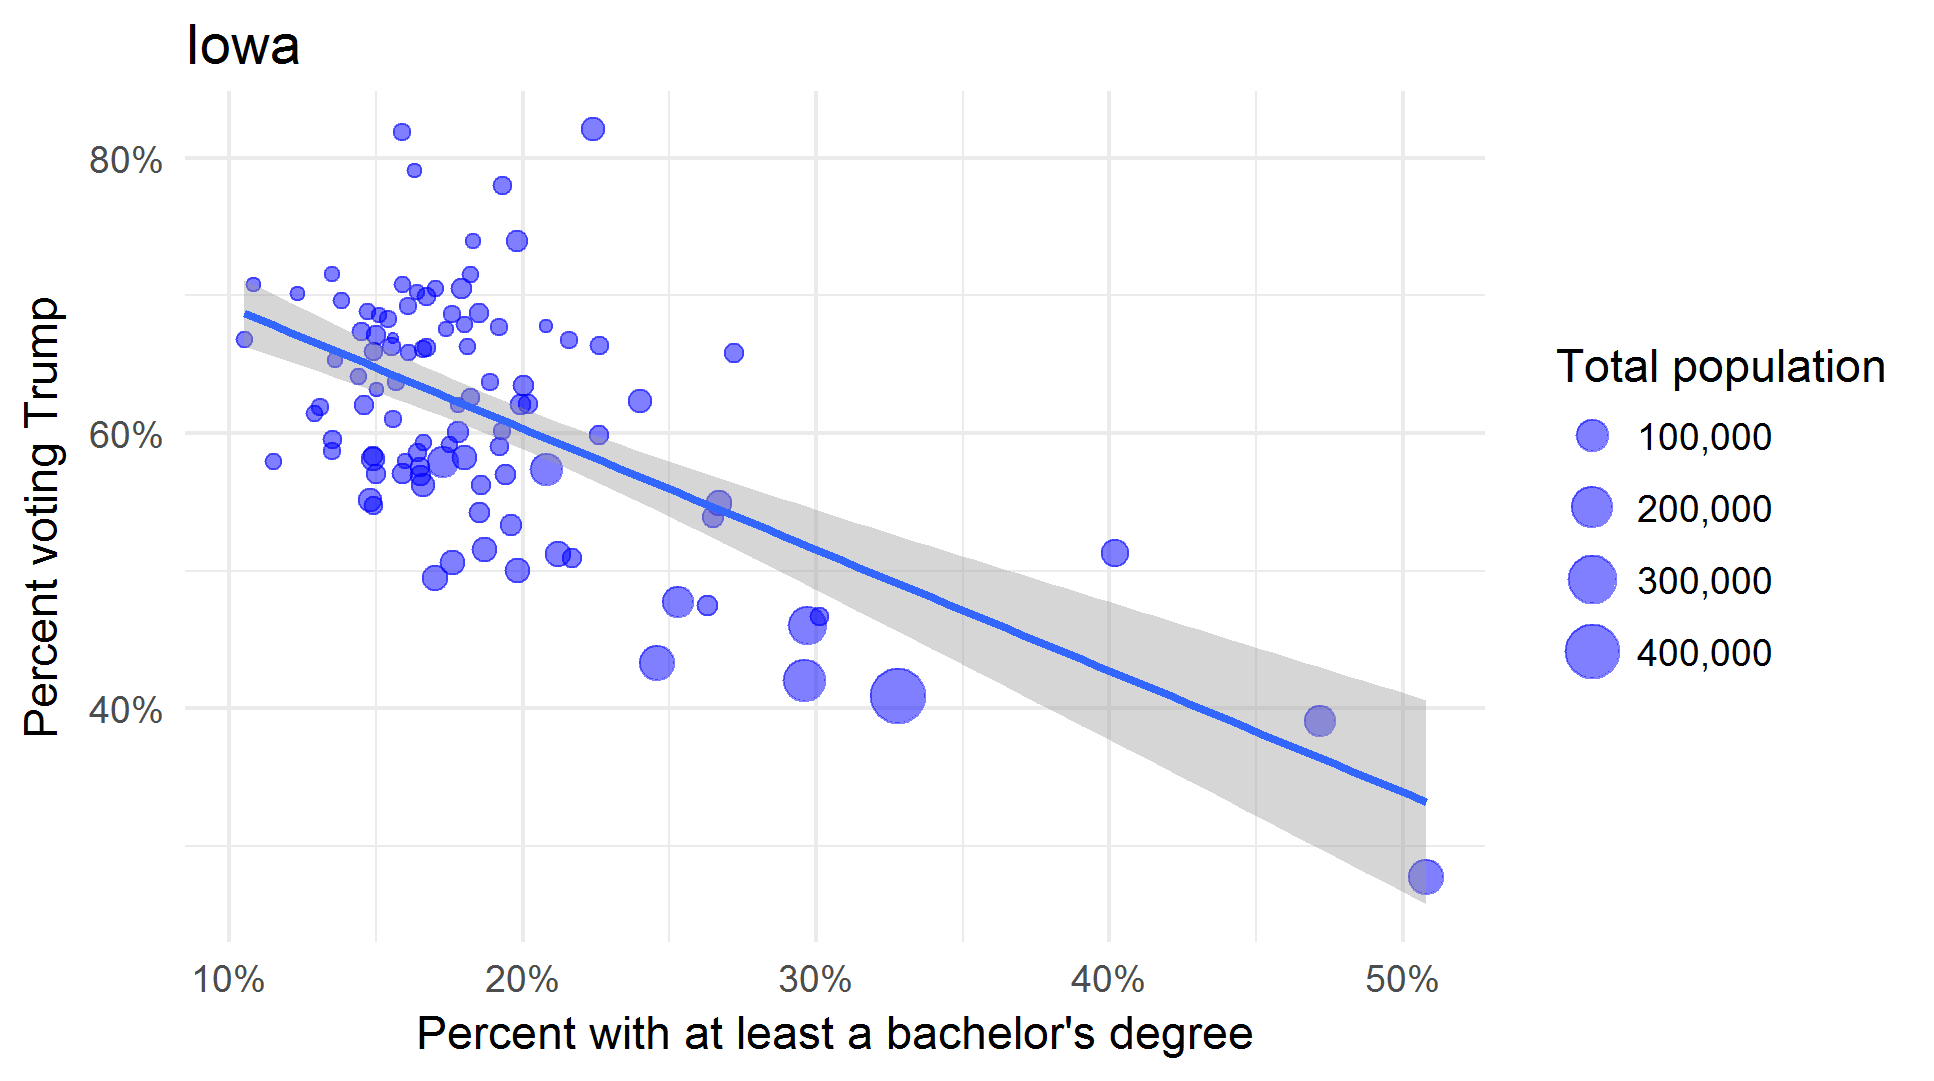 Iowa
Percent voting Trump
80%
60%
40%
10% 20% 30% 40% 50%
Percent with at least a bachelor's degree
Total population
100,000
200,000
300,000
400,000